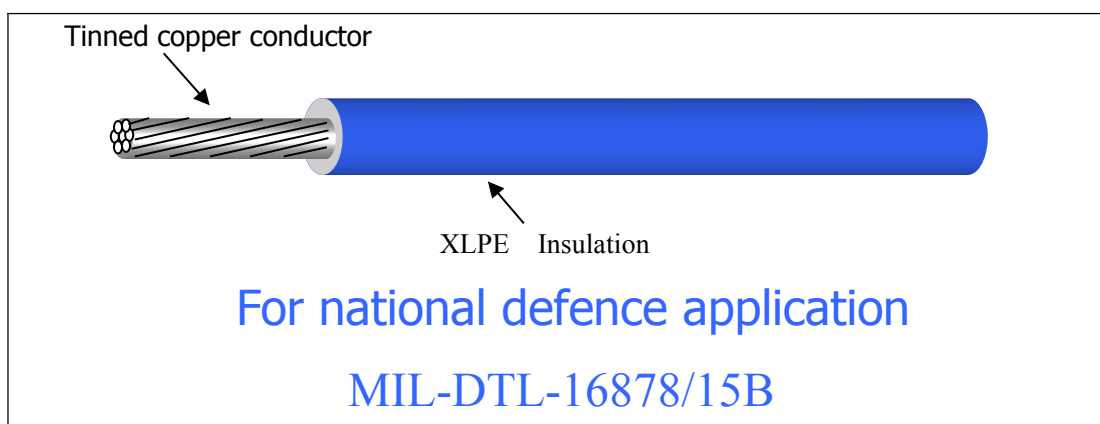 Tinned copper conductor
XLPE Insulation
For national defence application
MIL-DTL-16878/15B